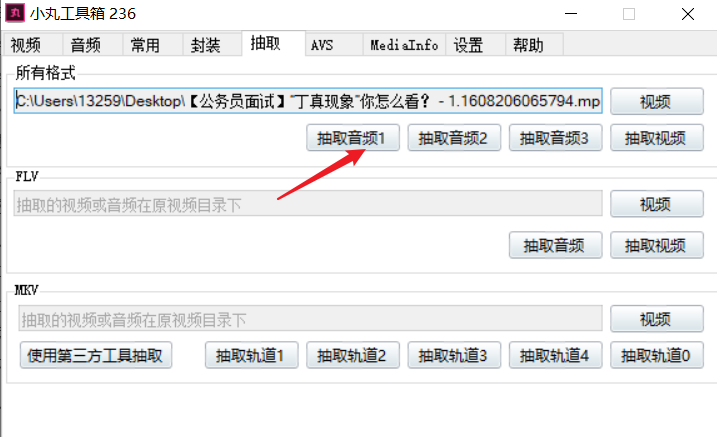 小丸工具箱 236
视频 音频 常用 封装 抽取 AVS MediaInfo 设置 帮助
所有格式
C:\Users\13259\Desktop\【公务员面试】“丁真现象”你怎么看？ - 1.1608206065794.mp 视频
抽取音频1 抽取音频2 抽取音频3 抽取视频
FLV
抽取的视频或音频在原视频目录下 视频
抽取音频 抽取视频
MKV
抽取的视频或音频在原视频目录下 视频
使用第三方工具抽取 抽取轨道1 抽取轨道2 抽取轨道3 抽取轨道4 抽取轨道0